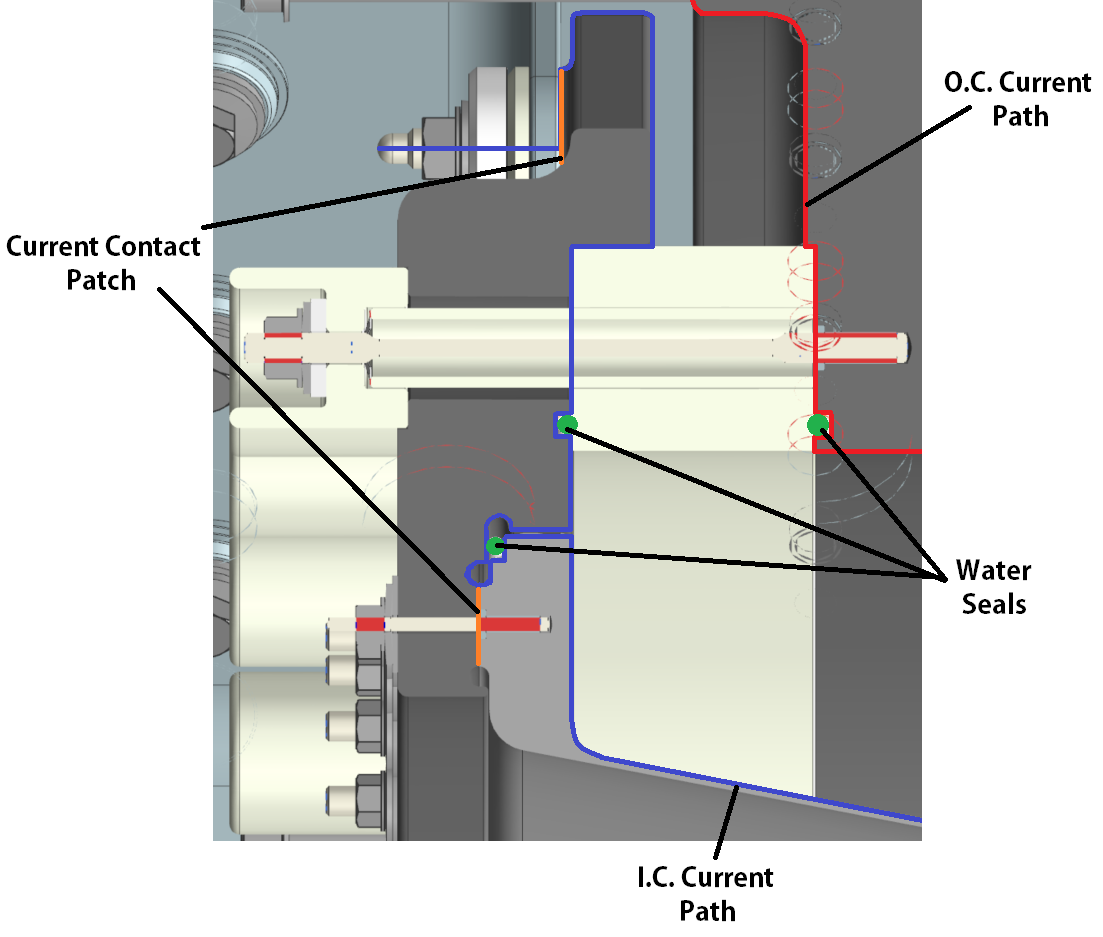 O.C. Current
Path
Current Contact
Patch
Water
Seals
I.C. Current
Path